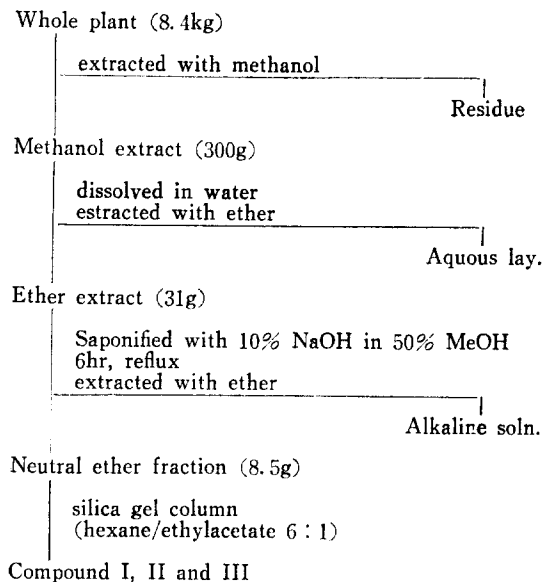 Whole plant (8.4kg)
extracted with methanol
Residue
Methanol extract (300g)
dissolved in water
estracted with ether
Aquous lay.
Ether extract (31g)
Saponified with 10% NaOH in 50% MeOH
6hr, reflux
extracted with ether
Alkaline soln.
Neutral ether fraction (8.5g)
silica gel column
(hexane/ethylacetate 6 : 1)
Compound I, II and III